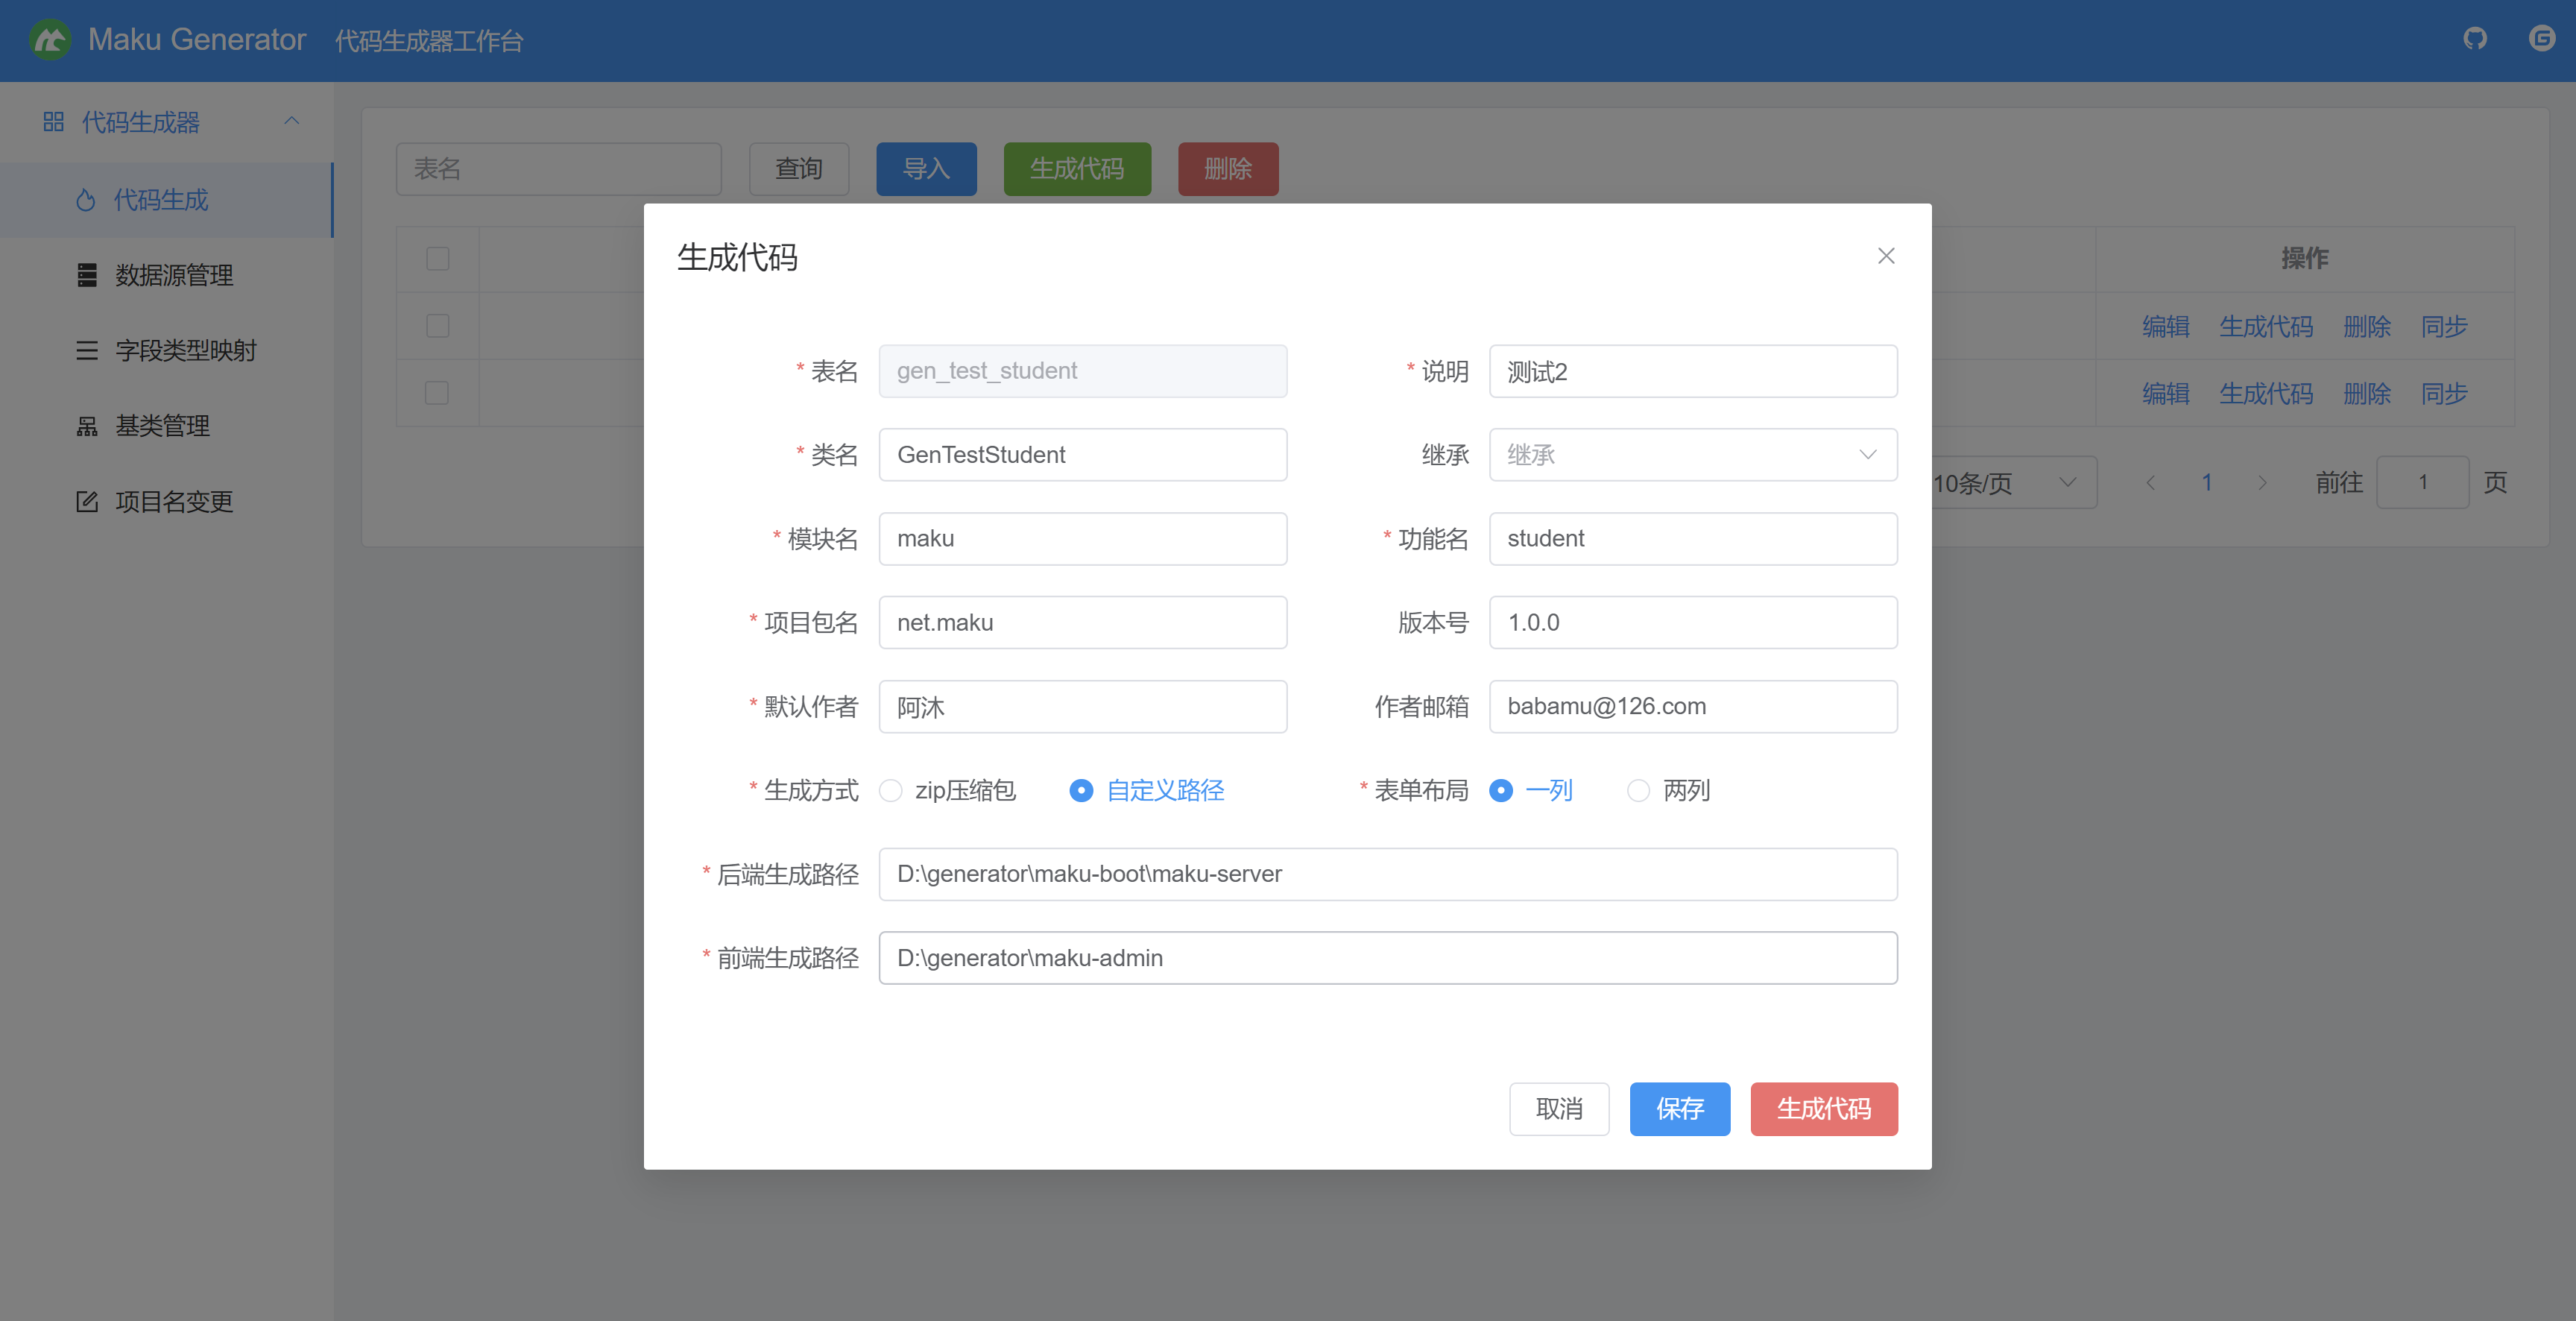 Maku Generator 代码生成器工作台
代码生成器
代码生成
数据源管理
字段类型映射
基类管理
项目名变更
表名 查询 导入 生成代码 删除
操作
编辑 生成代码 删除 同步
编辑 生成代码 删除 同步
10条/页 1 前往 1 页
生成代码
* 表名 gen_test_student * 说明 测试2
* 类名 GenTestStudent 继承 继承
* 模块名 maku * 功能名 student
* 项目包名 net.maku 版本号 1.0.0
* 默认作者 阿沐 作者邮箱 babamu@126.com
* 生成方式 zip压缩包 自定义路径 * 表单布局 一列 两列
* 后端生成路径 D:\generator\maku-boot\maku-server
* 前端生成路径 D:\generator\maku-admin
取消 保存 生成代码